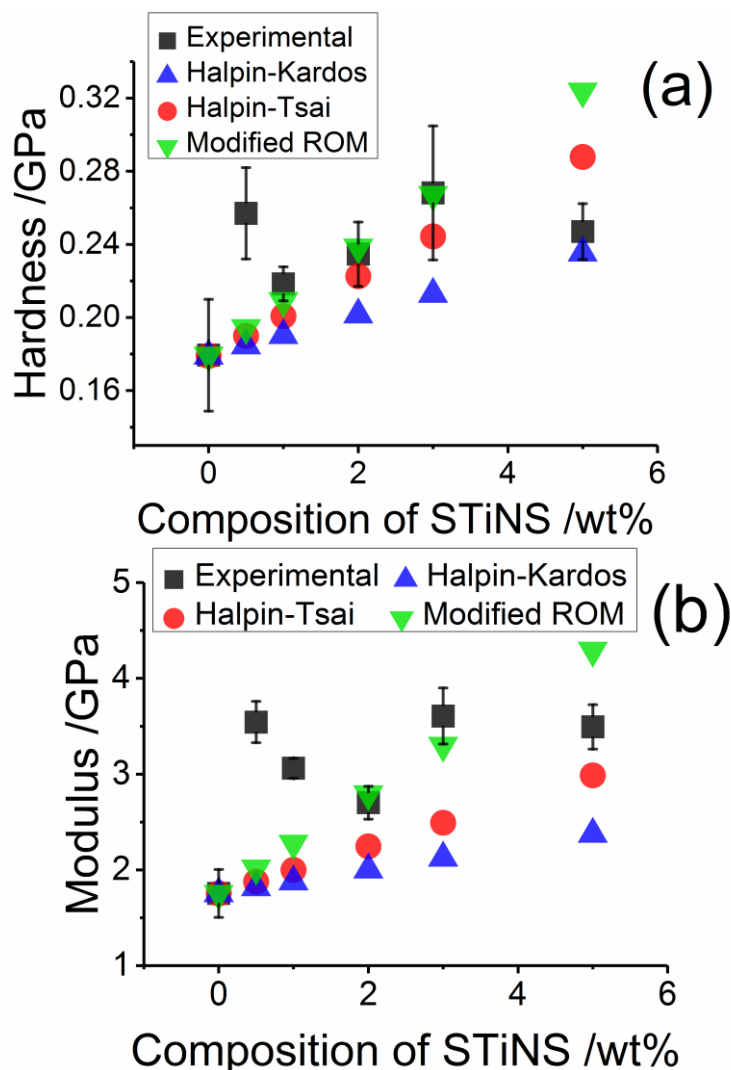 Experimental
Halpin-Kardos
Halpin-Tsai
Modified ROM
(a)
0.32
0.28
0.24
0.20
0.16
Hardness /GPa
0 2 4 6
Composition of STiNS /wt%
Experimental Halpin-Kardos
Halpin-Tsai Modified ROM
(b)
5
4
3
2
1
Modulus /GPa
0 2 4 6
Composition of STiNS /wt%